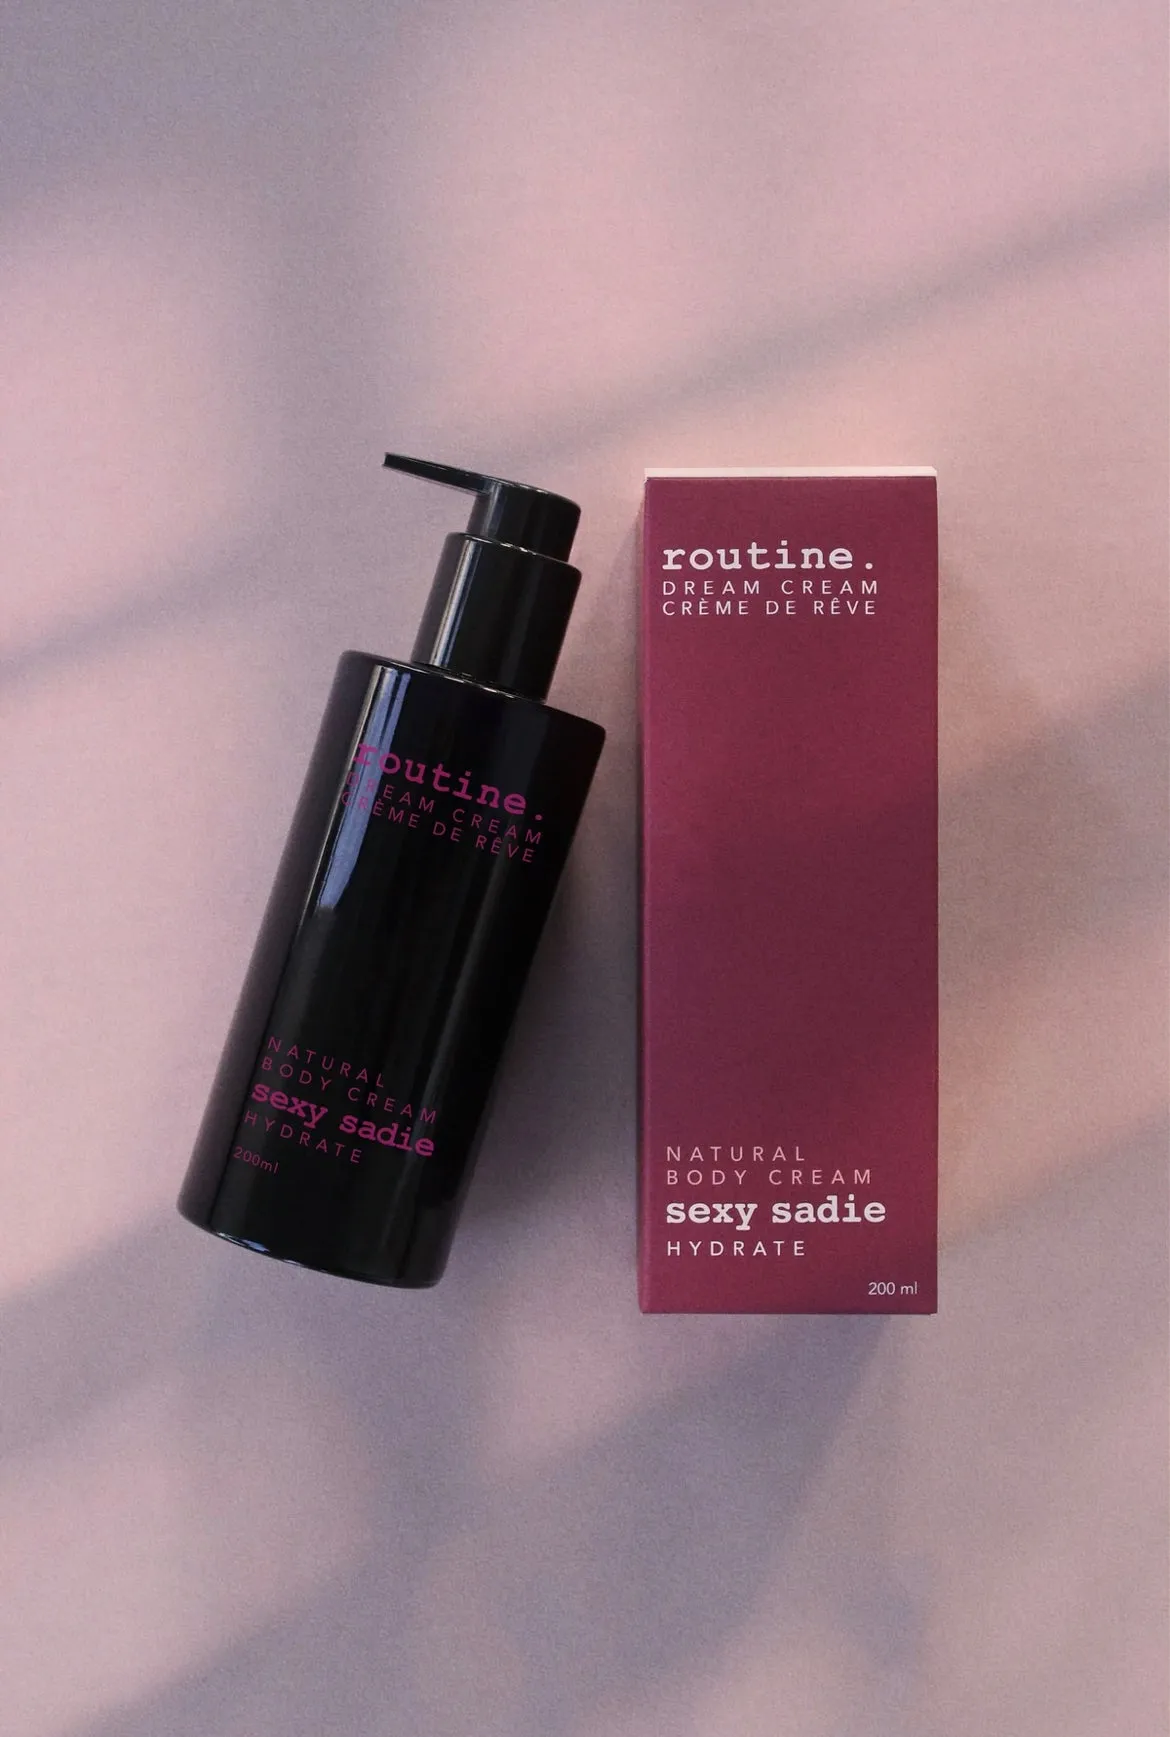 routine.
DREAM CREAM
CRÈME DE RÊVE
NATURAL
BODY CREAM
sexy sadie
HYDRATE
200ml
routine.
DREAM CREAM
CRÈME DE RÊVE
NATURAL
BODY CREAM
sexy sadie
HYDRATE
200 ml